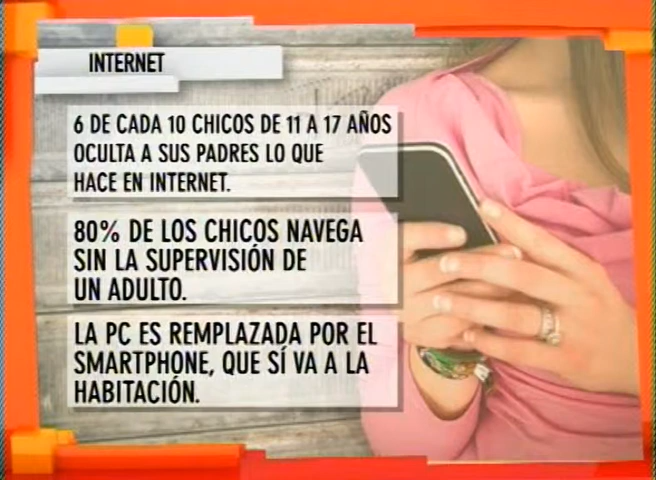 INTERNET
6 DE CADA 10 CHICOS DE 11 A 17 AÑOS
OCULTA A SUS PADRES LO QUE
HACE EN INTERNET.
80% DE LOS CHICOS NAVEGA
SIN LA SUPERVISIÓN DE
UN ADULTO.
LA PC ES REMPLAZADA POR EL
SMARTPHONE, QUE SÍ VA A LA
HABITACIÓN.